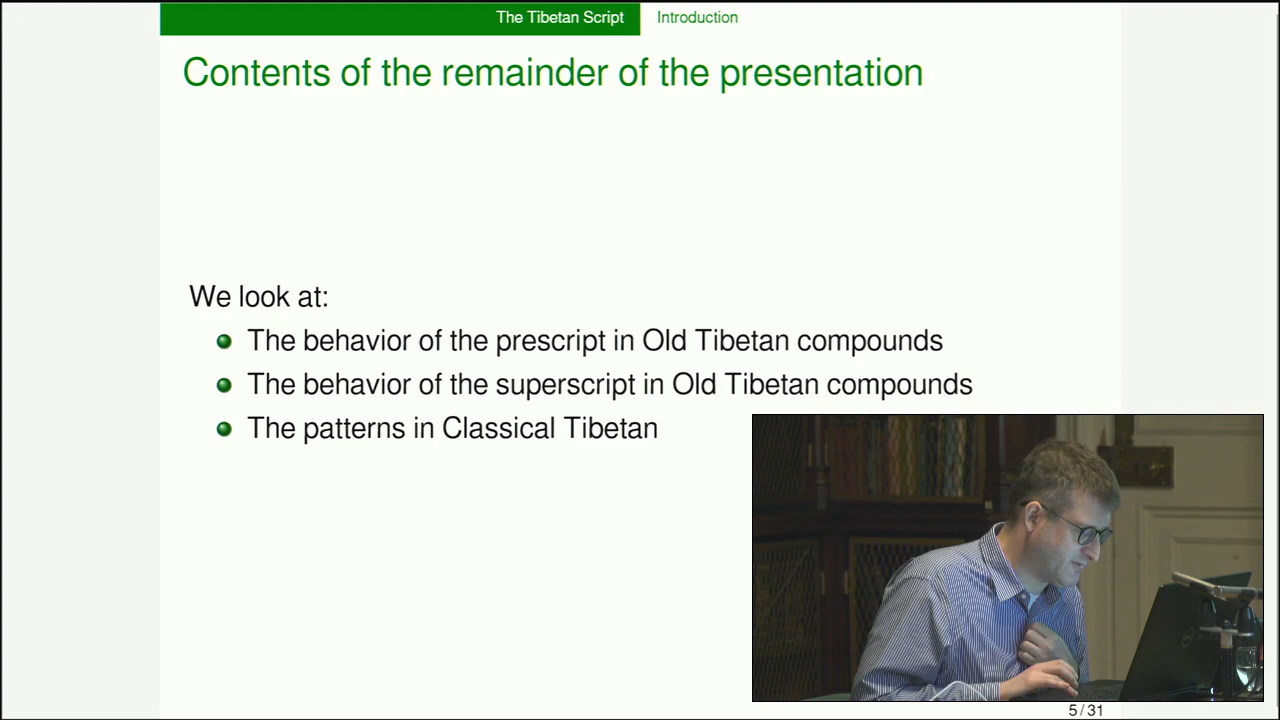 The Tibetan Script Introduction
Contents of the remainder of the presentation
We look at:
The behavior of the prescript in Old Tibetan compounds
The behavior of the superscript in Old Tibetan compounds
The patterns in Classical Tibetan
5/31